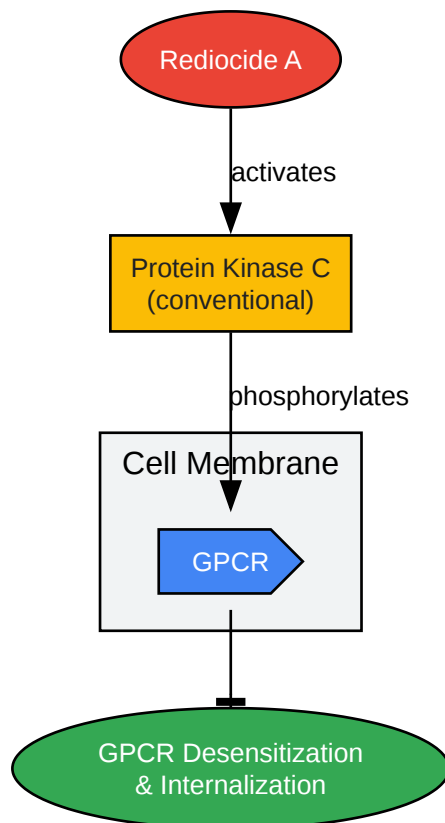 Rediocide A
activates
Protein Kinase C
(conventional)
phosphorylates
Cell Membrane
GPCR
GPCR Desensitization
& Internalization